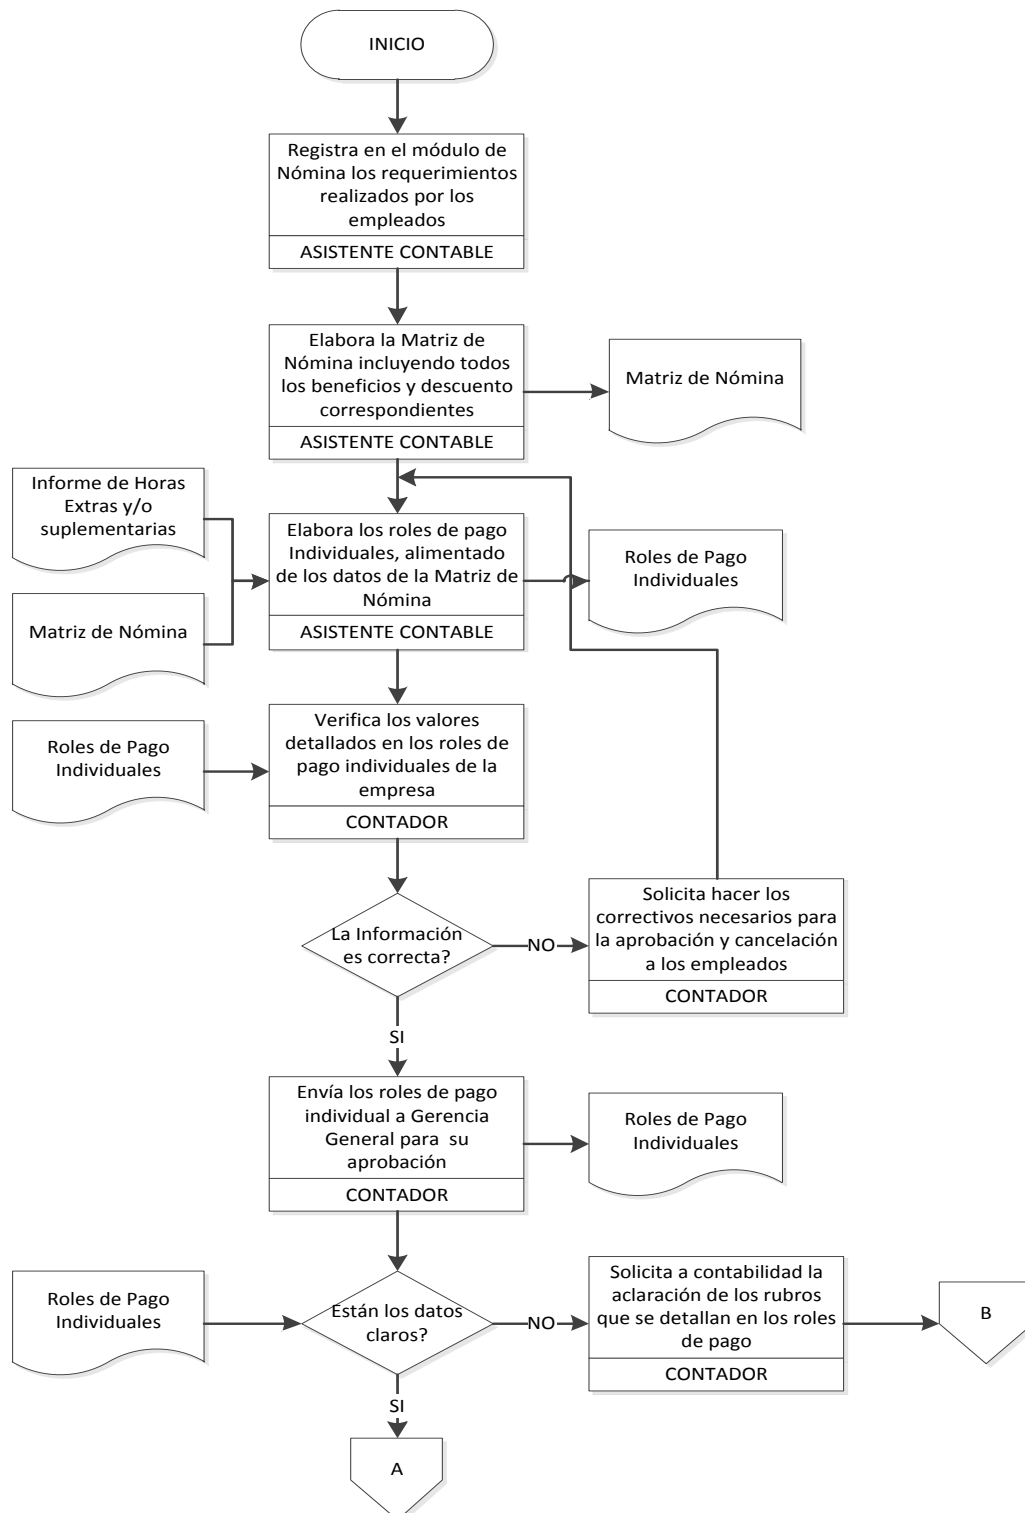 INICIO
Registra en el módulo de
Nómina los requerimientos
realizados por los
empleados
ASISTENTE CONTABLE
Elabora la Matriz de
Nómina incluyendo todos
los beneficios y descuento
correspondientes
ASISTENTE CONTABLE
Matriz de Nómina
Informe de Horas
Extras y/o
suplementarias
Matriz de Nómina
Elabora los roles de pago
Individuales, alimentado
de los datos de la Matriz de
Nómina
ASISTENTE CONTABLE
Roles de Pago
Individuales
Roles de Pago
Individuales
Verifica los valores
detallados en los roles de
pago individuales de la
empresa
CONTADOR
La Información
es correcta?
NO
Solicita hacer los
correctivos necesarios para
la aprobación y cancelación
a los empleados
CONTADOR
SI
Envía los roles de pago
individual a Gerencia
General para su
aprobación
CONTADOR
Roles de Pago
Individuales
Roles de Pago
Individuales
Están los datos
claros?
NO
Solicita a contabilidad la
aclaración de los rubros
que se detallan en los roles
de pago
CONTADOR
B
SI
A